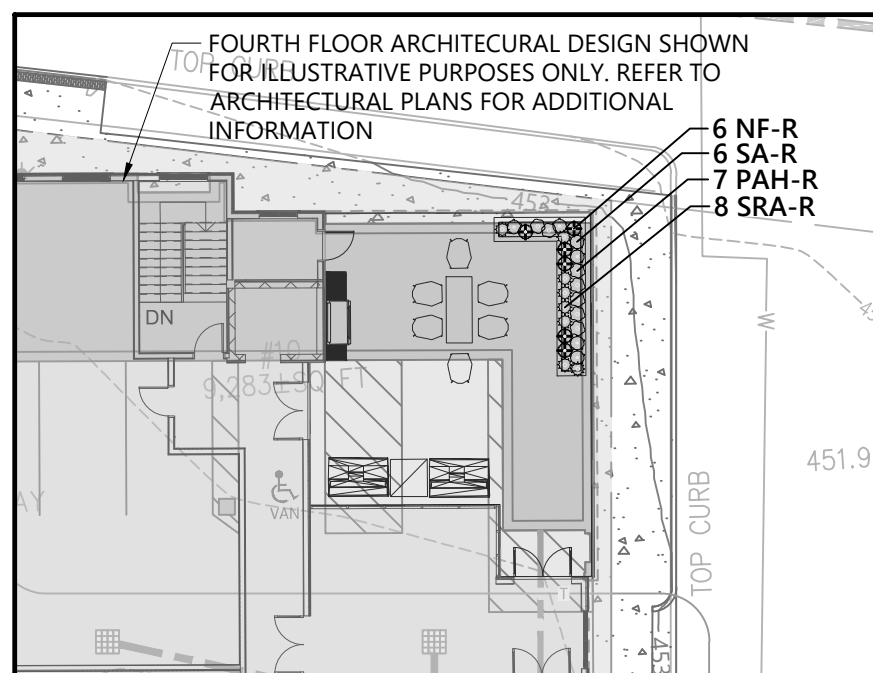 FOURTH FLOOR ARCHITECURAL DESIGN SHOWN
FOR ILLUSTRATIVE PURPOSES ONLY. REFER TO
ARCHITECTURAL PLANS FOR ADDITIONAL
INFORMATION
TOP CURB
6 NF-R
6 SA-R
7 PAH-R
8 SRA-R
453
DN
W
#10
9,283±SQ FT
451.9
VAN
AY
TOP CURB
T
453